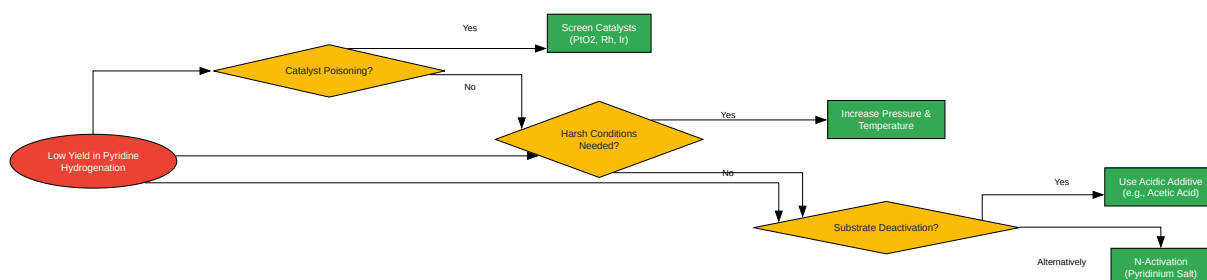 Yes
Screen Catalysts
(PtO2, Rh, Ir)
Catalyst Poisoning?
No
Increase Pressure &
Temperature
Yes
Harsh Conditions
Needed?
Low Yield in Pyridine
Hydrogenation
No
Yes
Use Acidic Additive
(e.g., Acetic Acid)
Substrate Deactivation?
Alternatively
N-Activation
(Pyridinium Salt)